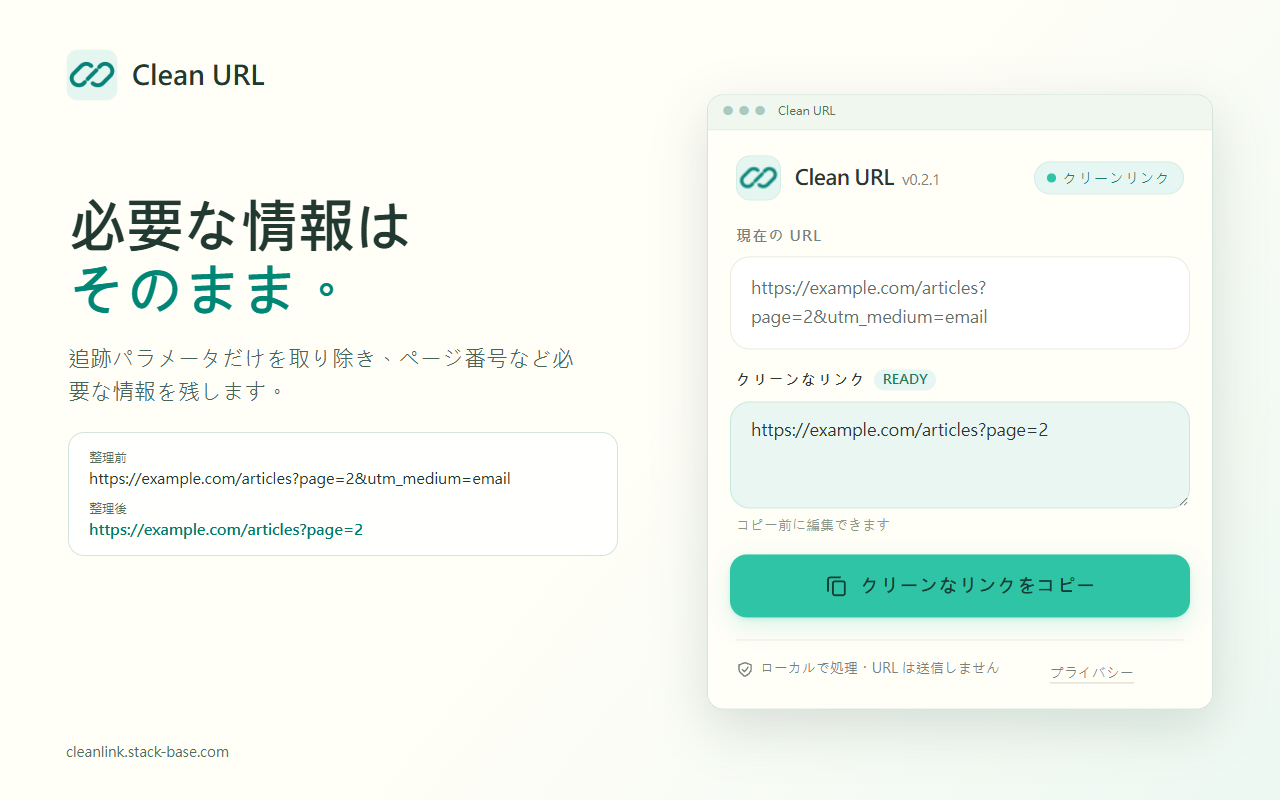 Clean URL
必要な情報は
そのまま。
追跡パラメータだけを取り除き、ページ番号など必
要な情報を残します。
整理前
https://example.com/articles?page=2&utm_medium=email
整理後
https://example.com/articles?page=2
cleanlink.stack-base.com
Clean URL
Clean URL v0.2.1
クリーンリンク
現在の URL
https://example.com/articles?
page=2&utm_medium=email
クリーンなリンク READY
https://example.com/articles?page=2
コピー前に編集できます
クリーンなリンクをコピー
ローカルで処理・URL は送信しません
プライバシー